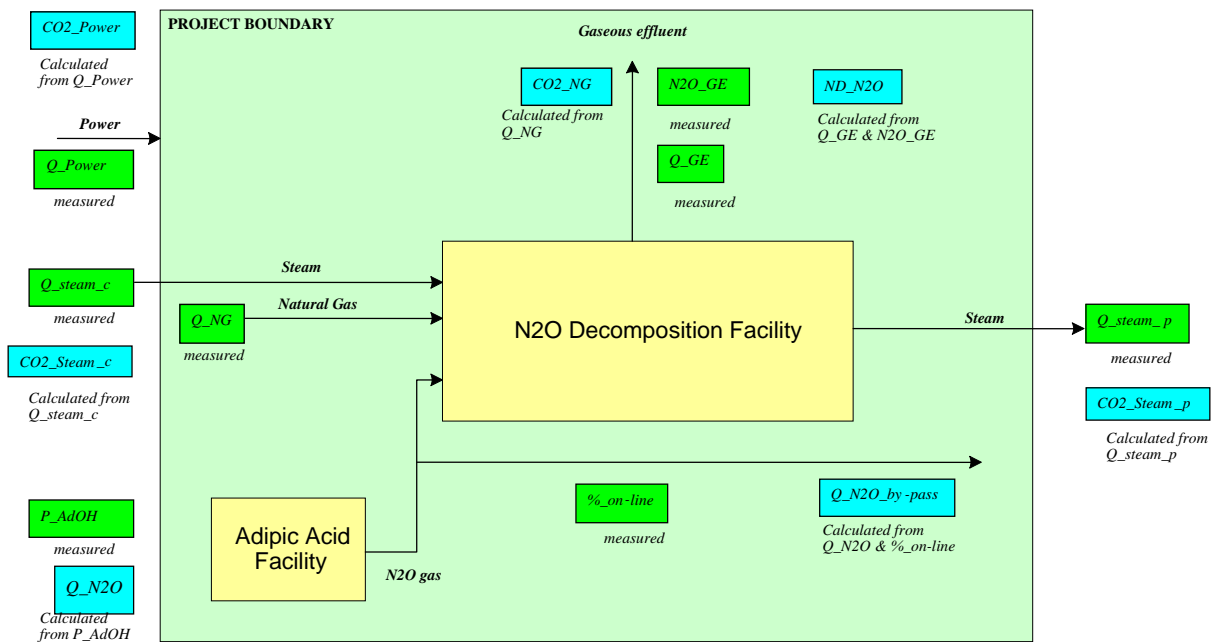 CO2_Power
Calculated
from Q_Power
Power
Q_Power
measured
Q_steam_c
measured
CO2_Steam_c
Calculated from
Q_steam_c
P_AdOH
measured
Q_N2O
Calculated
from P_AdOH
PROJECT BOUNDARY
Gaseous effluent
CO2_NG
Calculated from
Q_NG
N2O_GE
measured
Q_GE
measured
ND_N2O
Calculated from
Q_GE & N2O_GE
Steam
Natural Gas
Q_NG
measured
N2O Decomposition Facility
Steam
Q_steam_p
measured
CO2_Steam_p
Calculated from
Q_steam_p
Adipic Acid
Facility
N2O gas
%_on-line
measured
Q_N2O_by-pass
Calculated from
Q_N2O & %_on-line